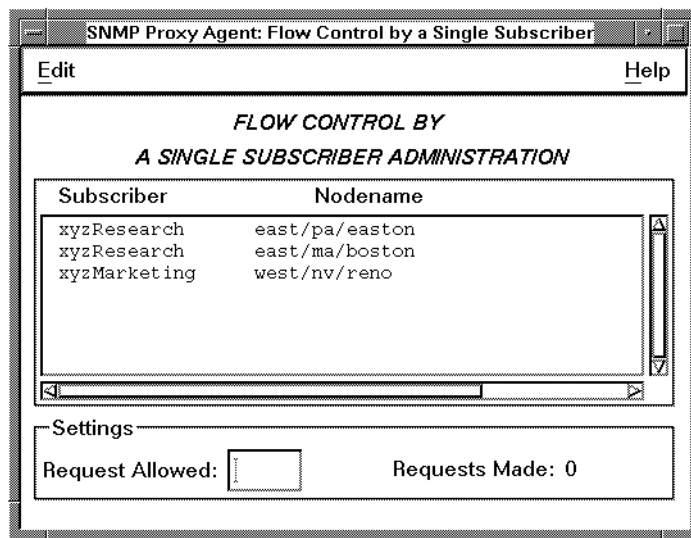 SNMP Proxy Agent: Flow Control by a Single Subscriber
Edit Help
FLOW CONTROL BY
A SINGLE SUBSCRIBER ADMINISTRATION
Subscriber Nodename
xyzResearch east/pa/easton
xyzResearch east/ma/boston
xyzMarketing west/nv/reno
Settings
Request Allowed: Requests Made: 0